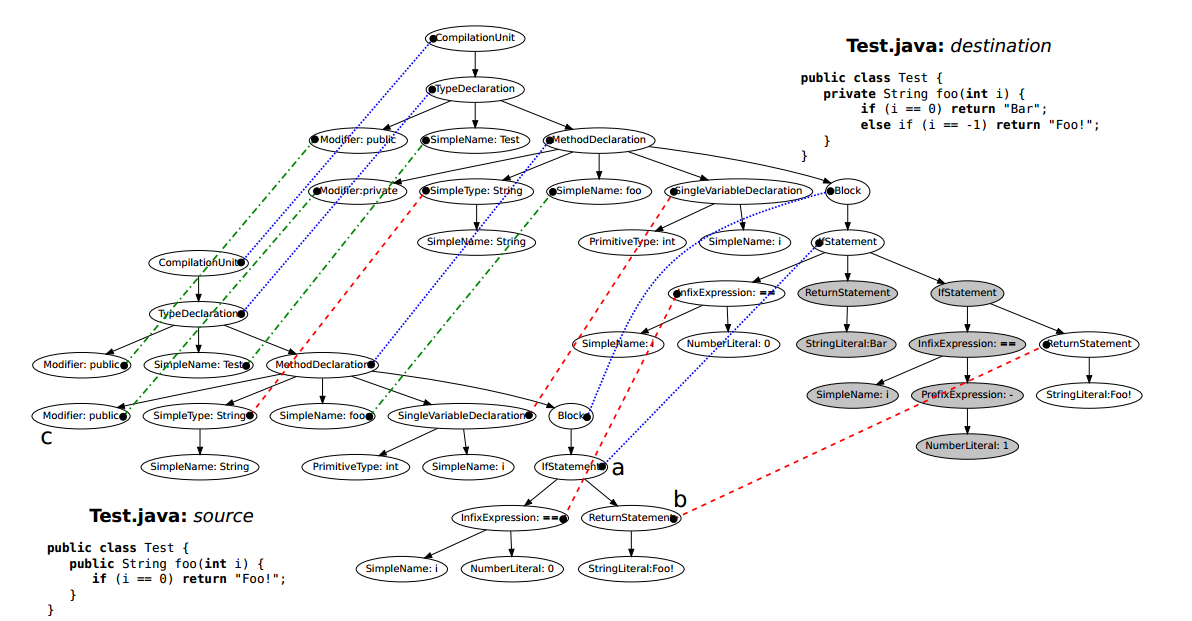 CompilationUnit
Test.java: destination
TypeDeclaration
public class Test {
private String foo(int i) {
if (i == 0) return "Bar";
else if (i == -1) return "Foo!";
}
}
Modifier: public
SimpleName: Test
MethodDeclaration
Modifier:private
SimpleType: String
SimpleName: foo
SingleVariableDeclaration
Block
SimpleName: String
PrimitiveType: int
SimpleName: i
IfStatement
CompilationUnit
InfixExpression: ==
ReturnStatement
IfStatement
TypeDeclaration
SimpleName: i
NumberLiteral: 0
StringLiteral:Bar
InfixExpression: ==
ReturnStatement
Modifier: public
SimpleName: Test
MethodDeclaration
SimpleName: i
PrefixExpression: -
StringLiteral:Foo!
Modifier: public
SimpleType: String
SimpleName: foo
SingleVariableDeclaration
Block
c
NumberLiteral: 1
SimpleName: String
PrimitiveType: int
SimpleName: i
IfStatement
a
b
Test.java: source
InfixExpression: ==
ReturnStatement
public class Test {
public String foo(int i) {
if (i == 0) return "Foo!";
}
}
SimpleName: i
NumberLiteral: 0
StringLiteral:Foo!